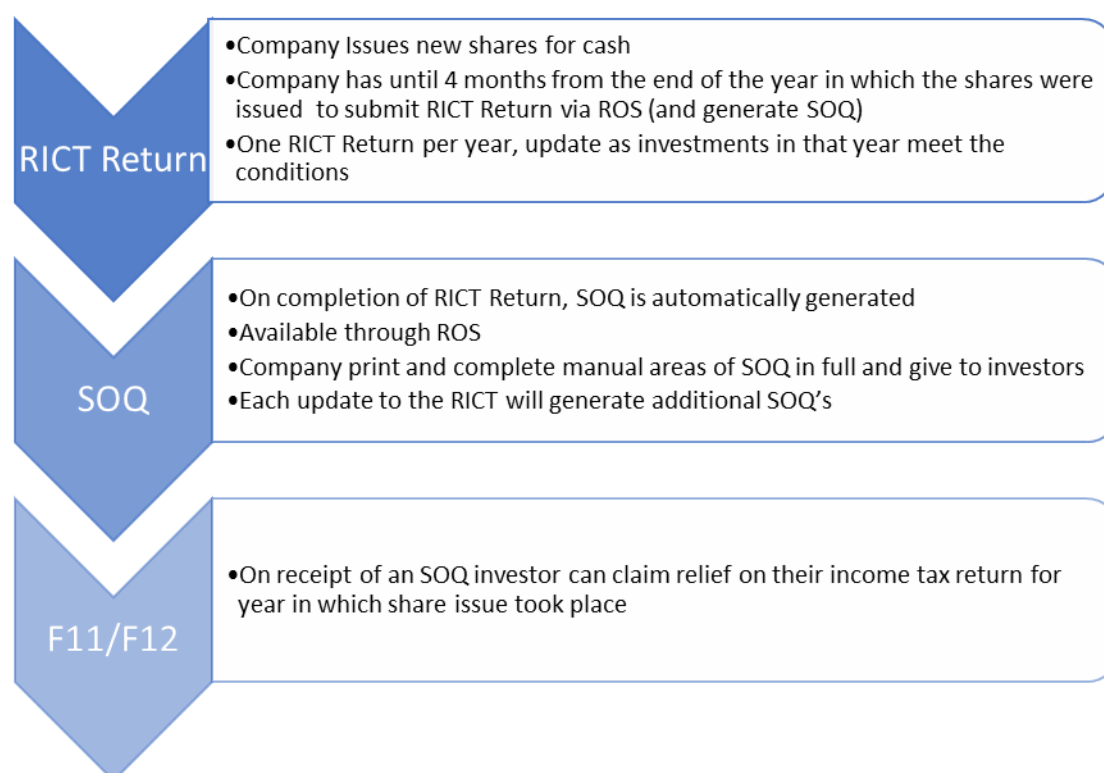 RICT Return
•Company Issues new shares for cash
•Company has until 4 months from the end of the year in which the shares were
issued to submit RICT Return via ROS (and generate SOQ)
•One RICT Return per year, update as investments in that year meet the
conditions
SOQ
•On completion of RICT Return, SOQ is automatically generated
•Available through ROS
•Company print and complete manual areas of SOQ in full and give to investors
•Each update to the RICT will generate additional SOQ’s
F11/F12
•On receipt of an SOQ investor can claim relief on their income tax return for
year in which share issue took place